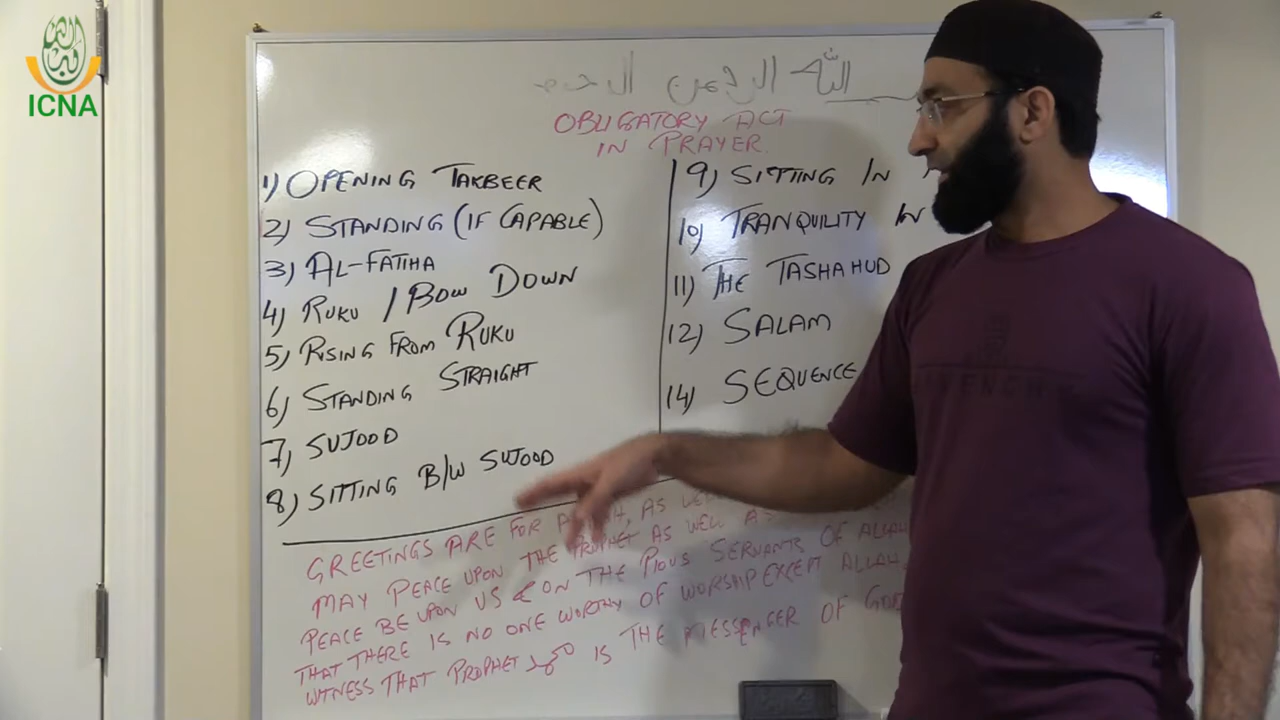 ICNA
الله الرحمن الرحيم
OBLIGATORY ACT
IN PRAYER.
1) OPENING TAKBEER
2) STANDING (IF CAPABLE)
3) AL-FATIHA
4) RUKU / BOW DOWN
5) RISING FROM RUKU
6) STANDING STRAIGHT
7) SUJOOD
8) SITTING B/W SUJOOD
9) SITTING IN
10) TRANQUILITY IN
11) THE TASHAHUD
12) SALAM
14) SEQUENCE
GREETINGS ARE FOR ALLAH, AS
MAY PEACE UPON THE PROPHET AS WELL
PEACE BE UPON US & ON THE PIOUS SERVANTS OF ALLAH
THAT THERE IS NO ONE WORTHY OF WORSHIP EXCEPT ALLAH
WITNESS THAT PROPHET محمد IS THE MESSENGER OF GOD